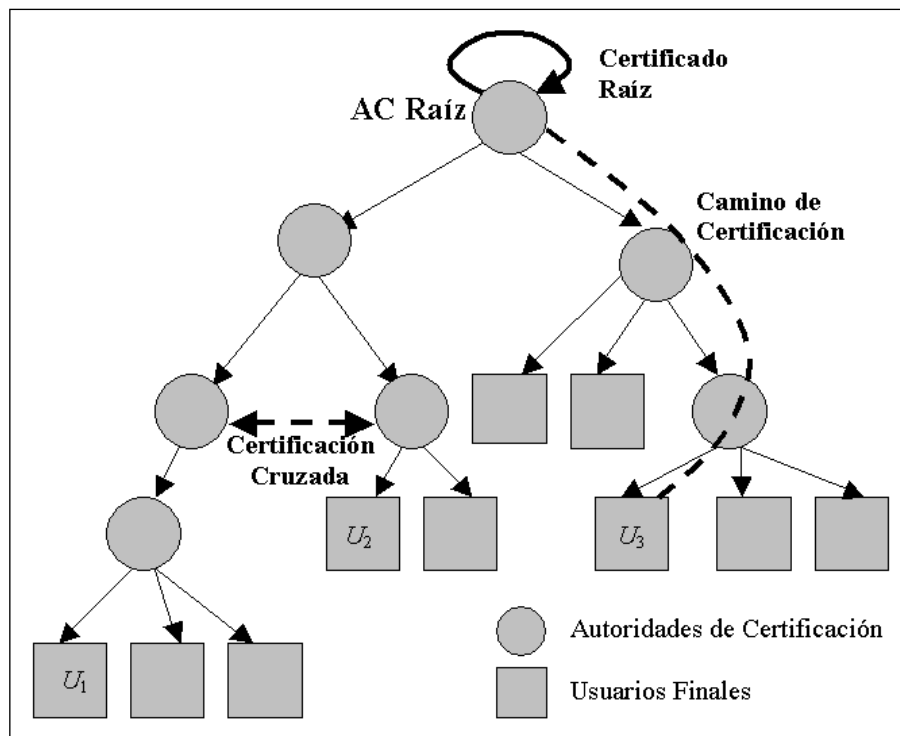 Certificado
Raíz
AC Raíz
Camino de
Certificación
Certificación
Cruzada
U2
U3
U1
Autoridades de Certificación
Usuarios Finales